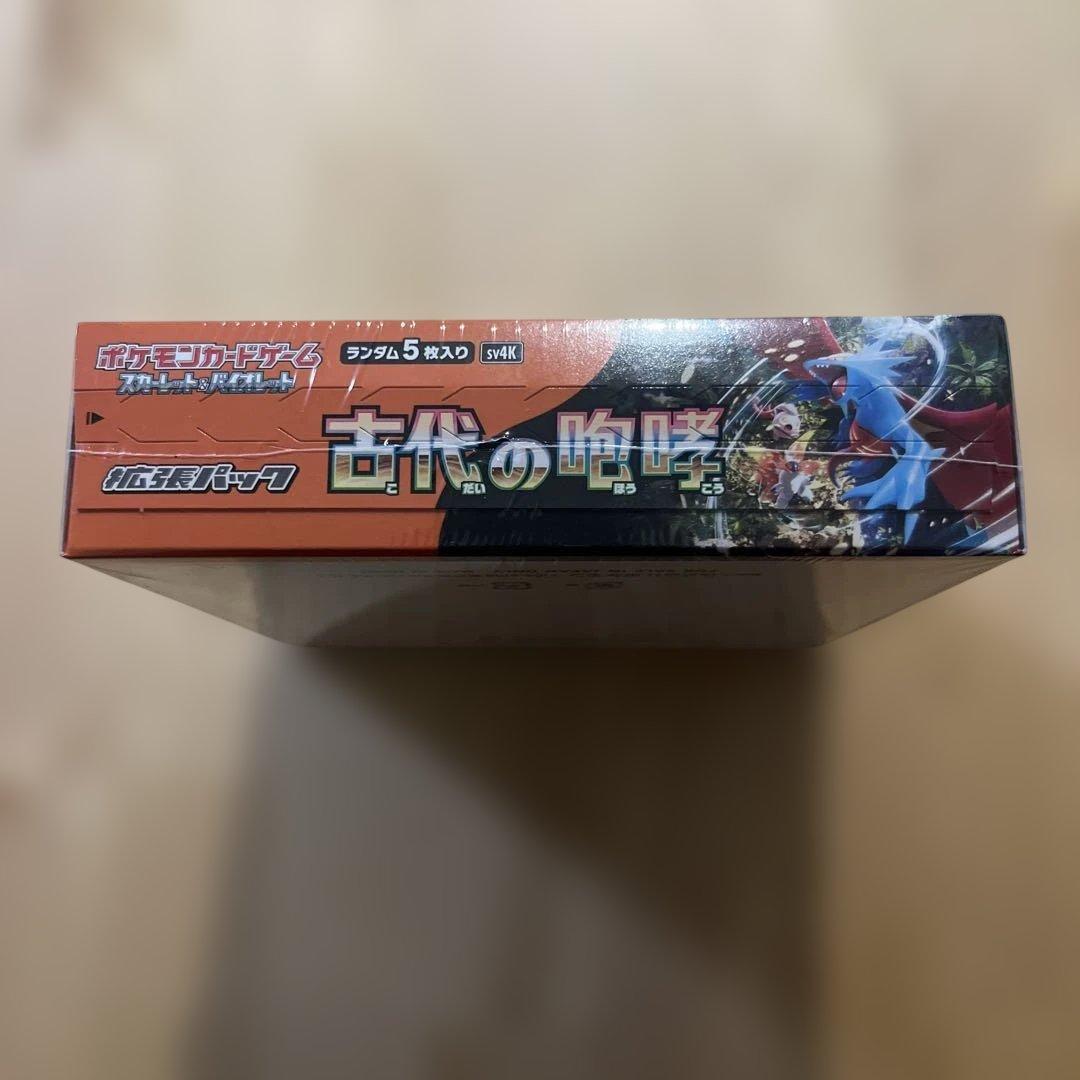 ポケモンカードゲーム
スカーレット&バイオレット
ランダム5枚入り sv4K
古代の咆哮
こ だい ほう こう
拡張パック